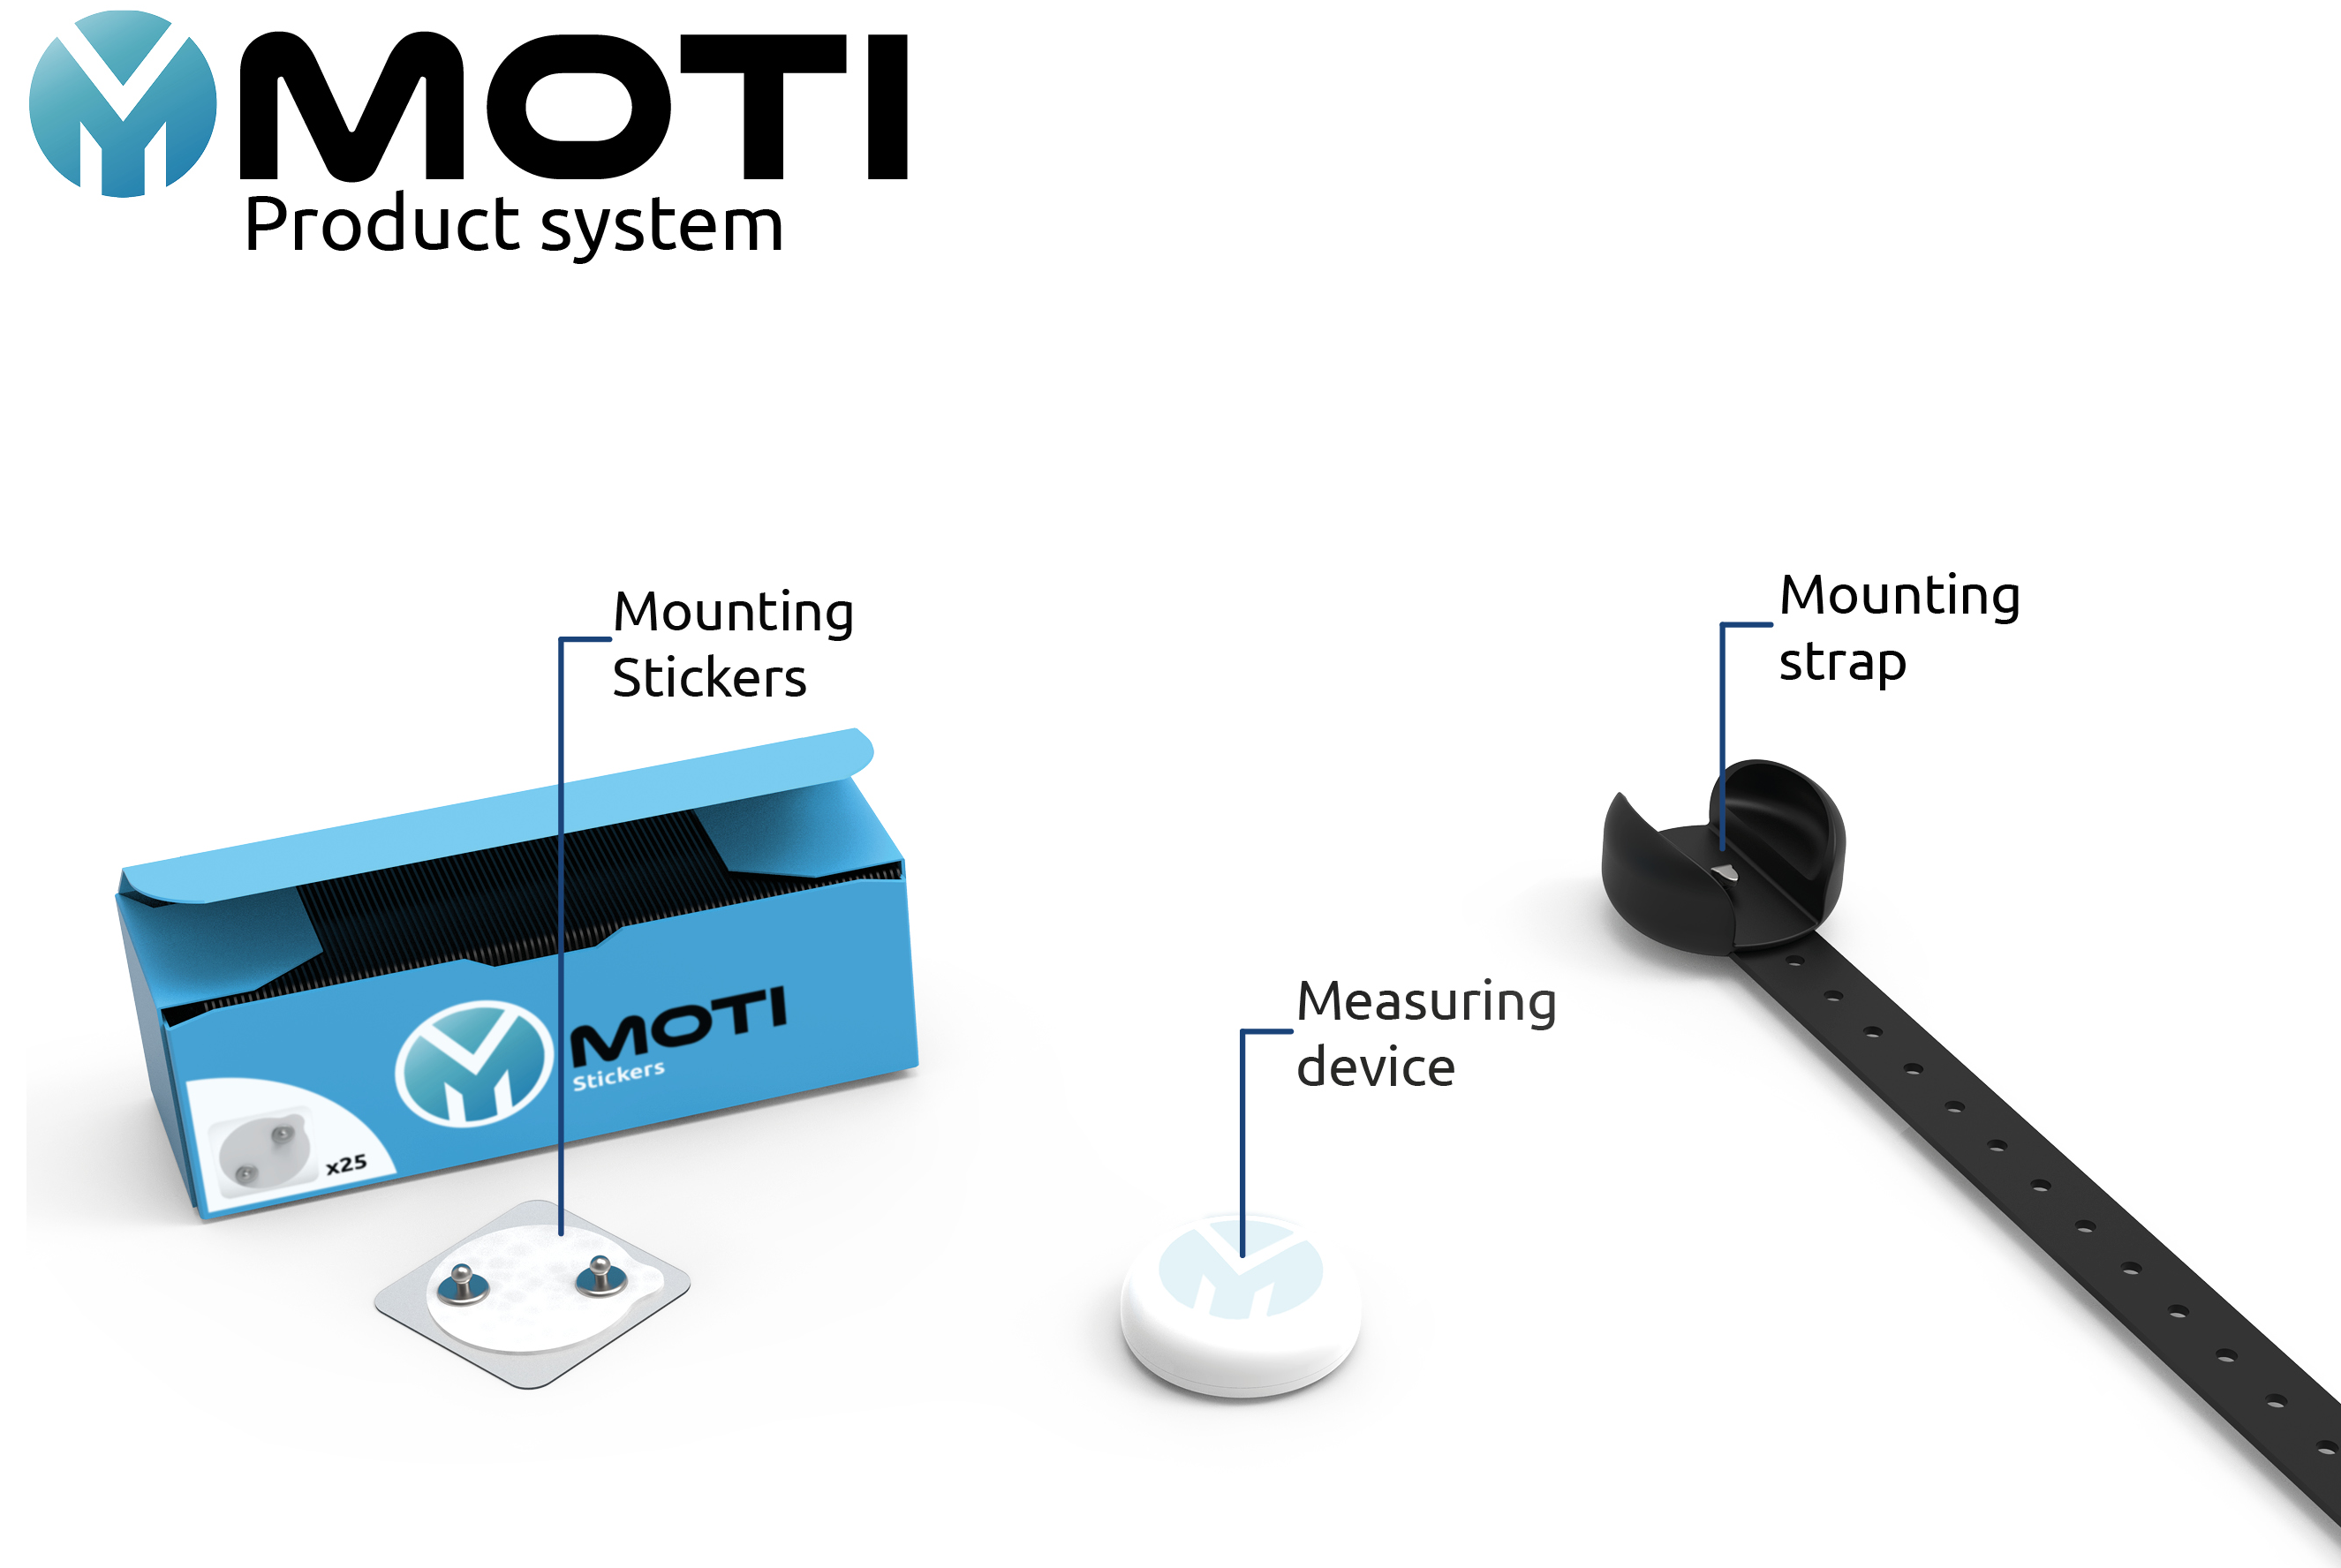 MOTI
Product system
Mounting
Stickers
Mounting
strap
Measuring
device
MOTI
Stickers
x25